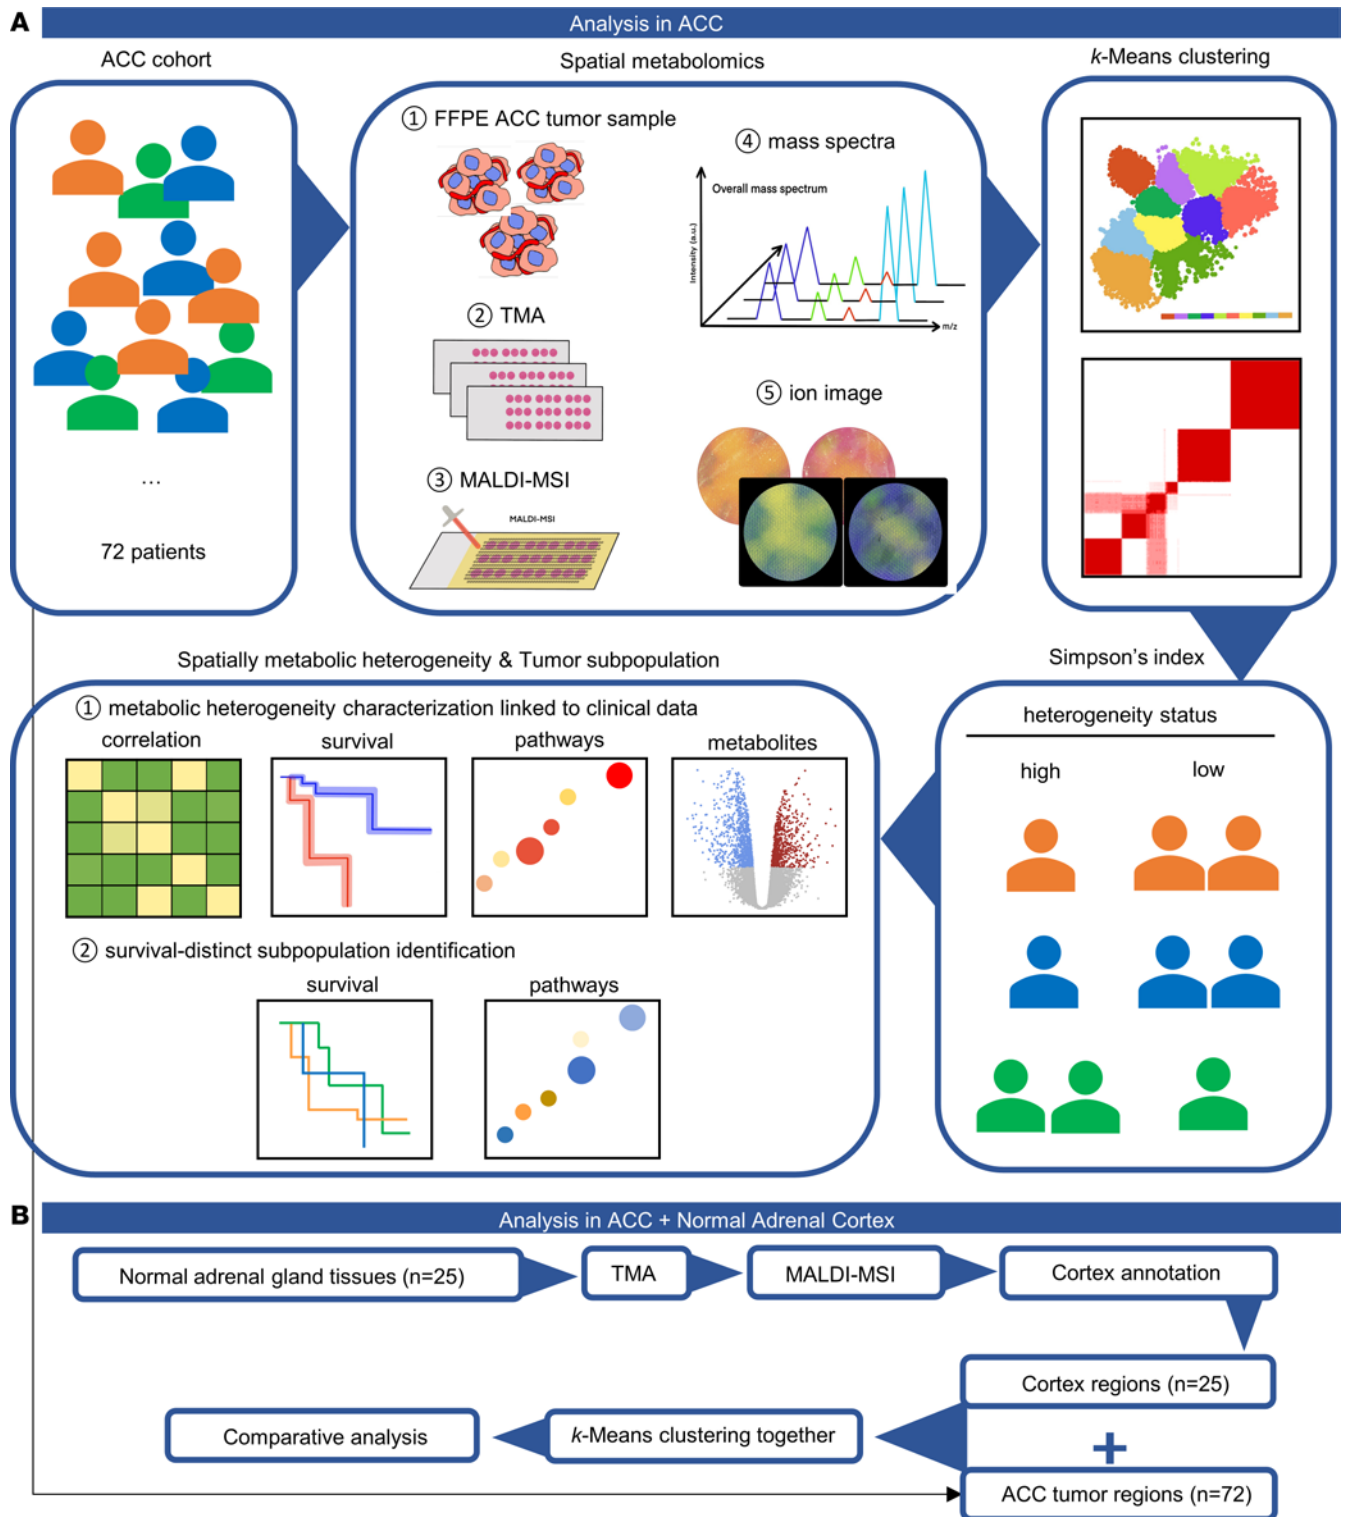 A
Analysis in ACC
ACC cohort
Spatial metabolomics
k-Means clustering
72 patients
...
① FFPE ACC tumor sample
② TMA
③ MALDI-MSI
MALDI-MSI
④ mass spectra
Overall mass spectrum
Intensity (a.u.)
m/z
⑤ ion image
Spatially metabolic heterogeneity & Tumor subpopulation
Simpson's index
① metabolic heterogeneity characterization linked to clinical data
correlation
survival
pathways
metabolites
② survival-distinct subpopulation identification
survival
pathways
heterogeneity status
high
low
B
Analysis in ACC + Normal Adrenal Cortex
Normal adrenal gland tissues (n=25)
TMA
MALDI-MSI
Cortex annotation
Cortex regions (n=25)
+
ACC tumor regions (n=72)
k-Means clustering together
Comparative analysis